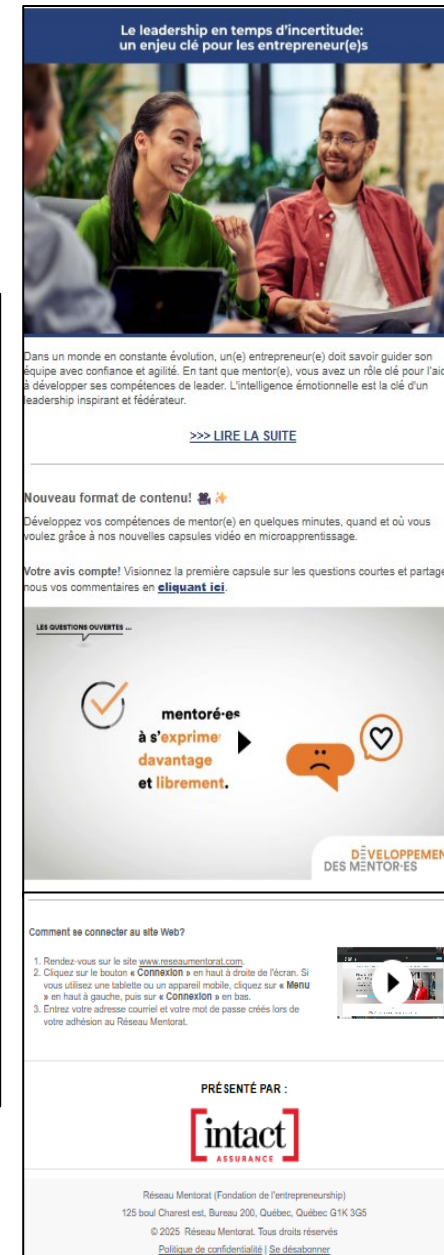 Le leadership en temps d'incertitude:
un enjeu clé pour les entrepreneur(e)s
Dans un monde en constante évolution, un(e) entrepreneur(e) doit savoir guider son
équipe avec confiance et agilité. En tant que mentor(e), vous avez un rôle clé pour l'aid
à développer ses compétences de leader. L'intelligence émotionnelle est la clé d'un
leadership inspirant et fédérateur.
>>> LIRE LA SUITE
Nouveau format de contenu! 🎥 ✨
Développez vos compétences de mentor(e) en quelques minutes, quand et où vous
voulez grâce à nos nouvelles capsules vidéo en microapprentissage.
Votre avis compte! Visionnez la première capsule sur les questions courtes et partage
nous vos commentaires en cliquant ici.
LES QUESTIONS OUVERTES ...
mentoré·es
à s'exprime
davantage
et librement.
DÉVELOPPEMEN
DES MENTOR·ES
Comment se connecter au site Web?
1. Rendez-vous sur le site www.reseaumentorat.com.
2. Cliquez sur le bouton « Connexion » en haut à droite de l'écran. Si
vous utilisez une tablette ou un appareil mobile, cliquez sur « Menu
» en haut à gauche, puis sur « Connexion » en bas.
3. Entrez votre adresse courriel et votre mot de passe créés lors de
votre adhésion au Réseau Mentorat.
PRÉSENTÉ PAR :
[intact]
ASSURANCE
Réseau Mentorat (Fondation de l'entrepreneurship)
125 boul Charest est, Bureau 200, Québec, Québec G1K 3G5
© 2025 Réseau Mentorat. Tous droits réservés
Politique de confidentialité | Se désabonner